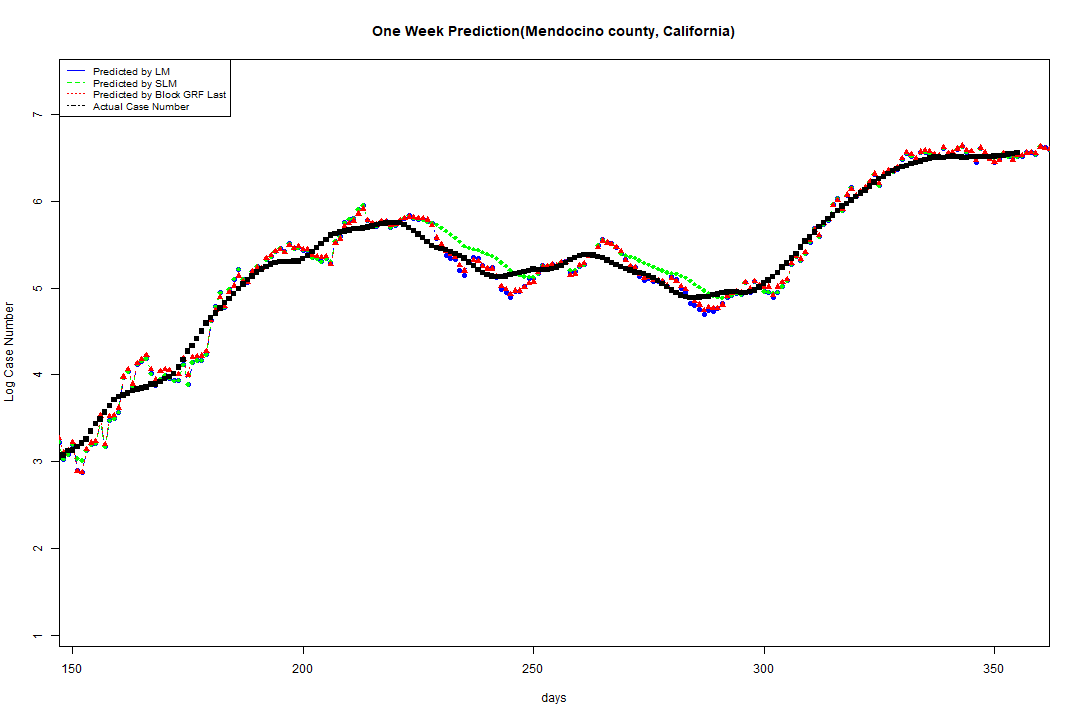 One Week Prediction(Mendocino county, California)
Predicted by LM
Predicted by SLM
Predicted by Block GRF Last
Actual Case Number
7
6
5
4
3
2
1
Log Case Number
150 200 250 300 350
days